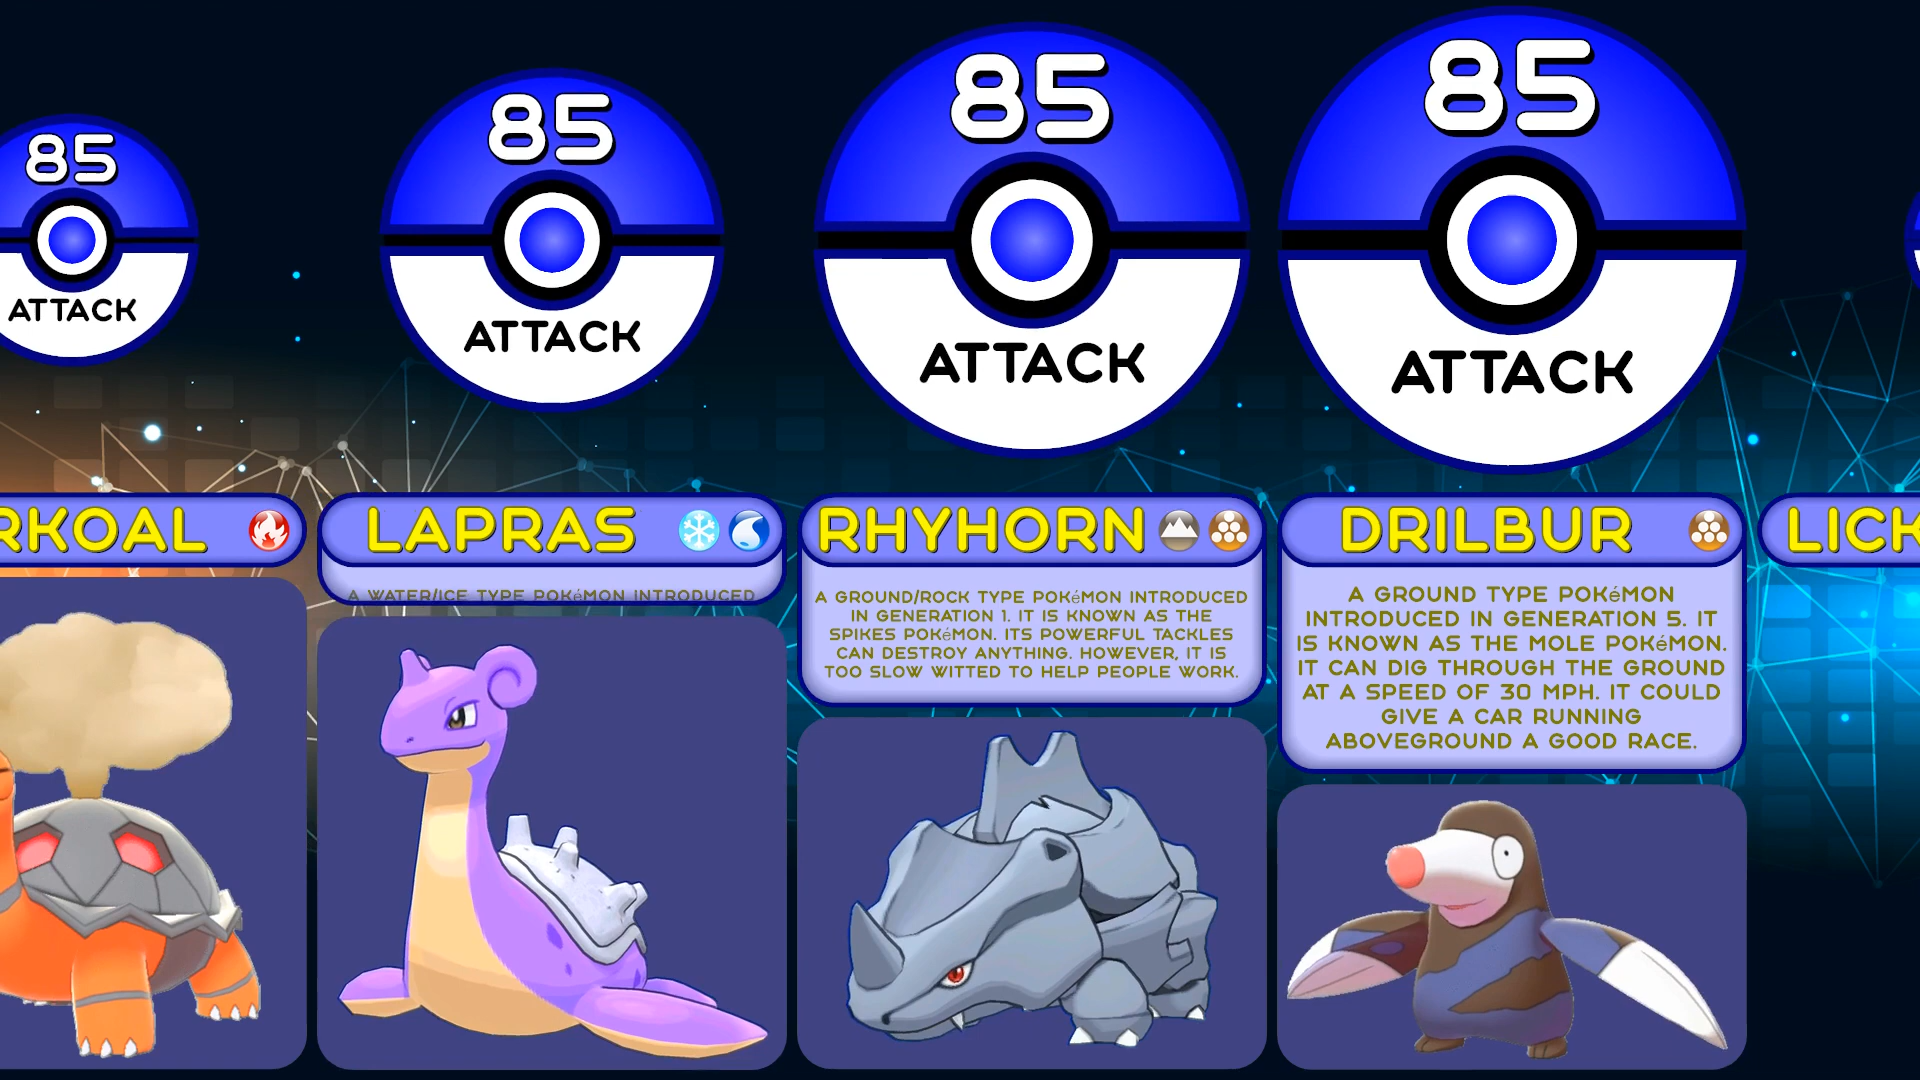 85
ATTACK
85
ATTACK
85
ATTACK
85
ATTACK
RKOAL
LAPRAS
A WATER/ICE TYPE POKéMON INTRODUCED
RHYHORN
A GROUND/ROCK TYPE POKéMON INTRODUCED
IN GENERATION 1. IT IS KNOWN AS THE
SPIKES POKéMON. ITS POWERFUL TACKLES
CAN DESTROY ANYTHING. HOWEVER, IT IS
TOO SLOW WITTED TO HELP PEOPLE WORK.
DRILBUR
A GROUND TYPE POKéMON
INTRODUCED IN GENERATION 5. IT
IS KNOWN AS THE MOLE POKéMON.
IT CAN DIG THROUGH THE GROUND
AT A SPEED OF 30 MPH. IT COULD
GIVE A CAR RUNNING
ABOVEGROUND A GOOD RACE.
LICK